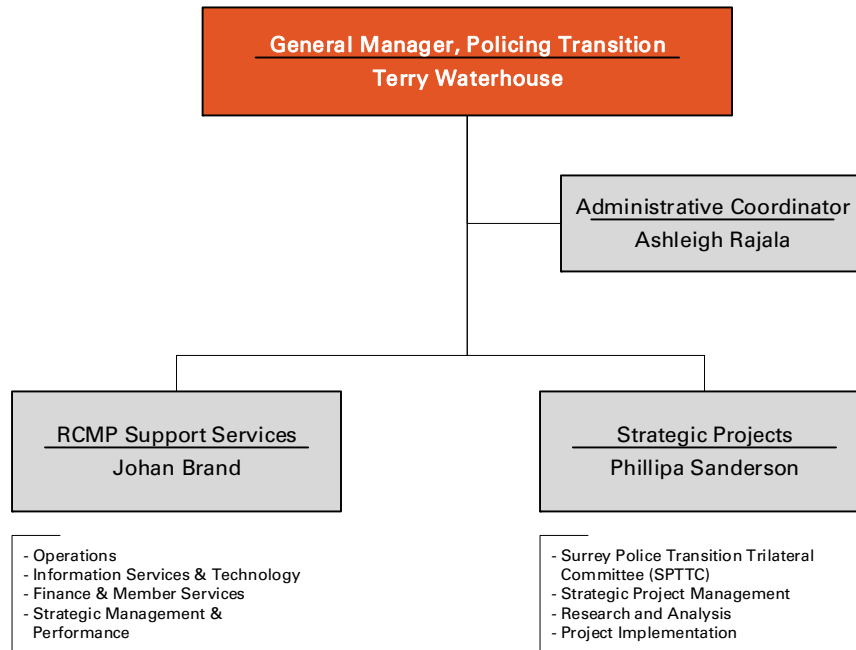 General Manager, Policing Transition
Terry Waterhouse
Administrative Coordinator
Ashleigh Rajala
RCMP Support Services
Johan Brand
Strategic Projects
Phillipa Sanderson
- Operations
- Information Services & Technology
- Finance & Member Services
- Strategic Management &
Performance
- Surrey Police Transition Trilateral
Committee (SPTTC)
- Strategic Project Management
- Research and Analysis
- Project Implementation